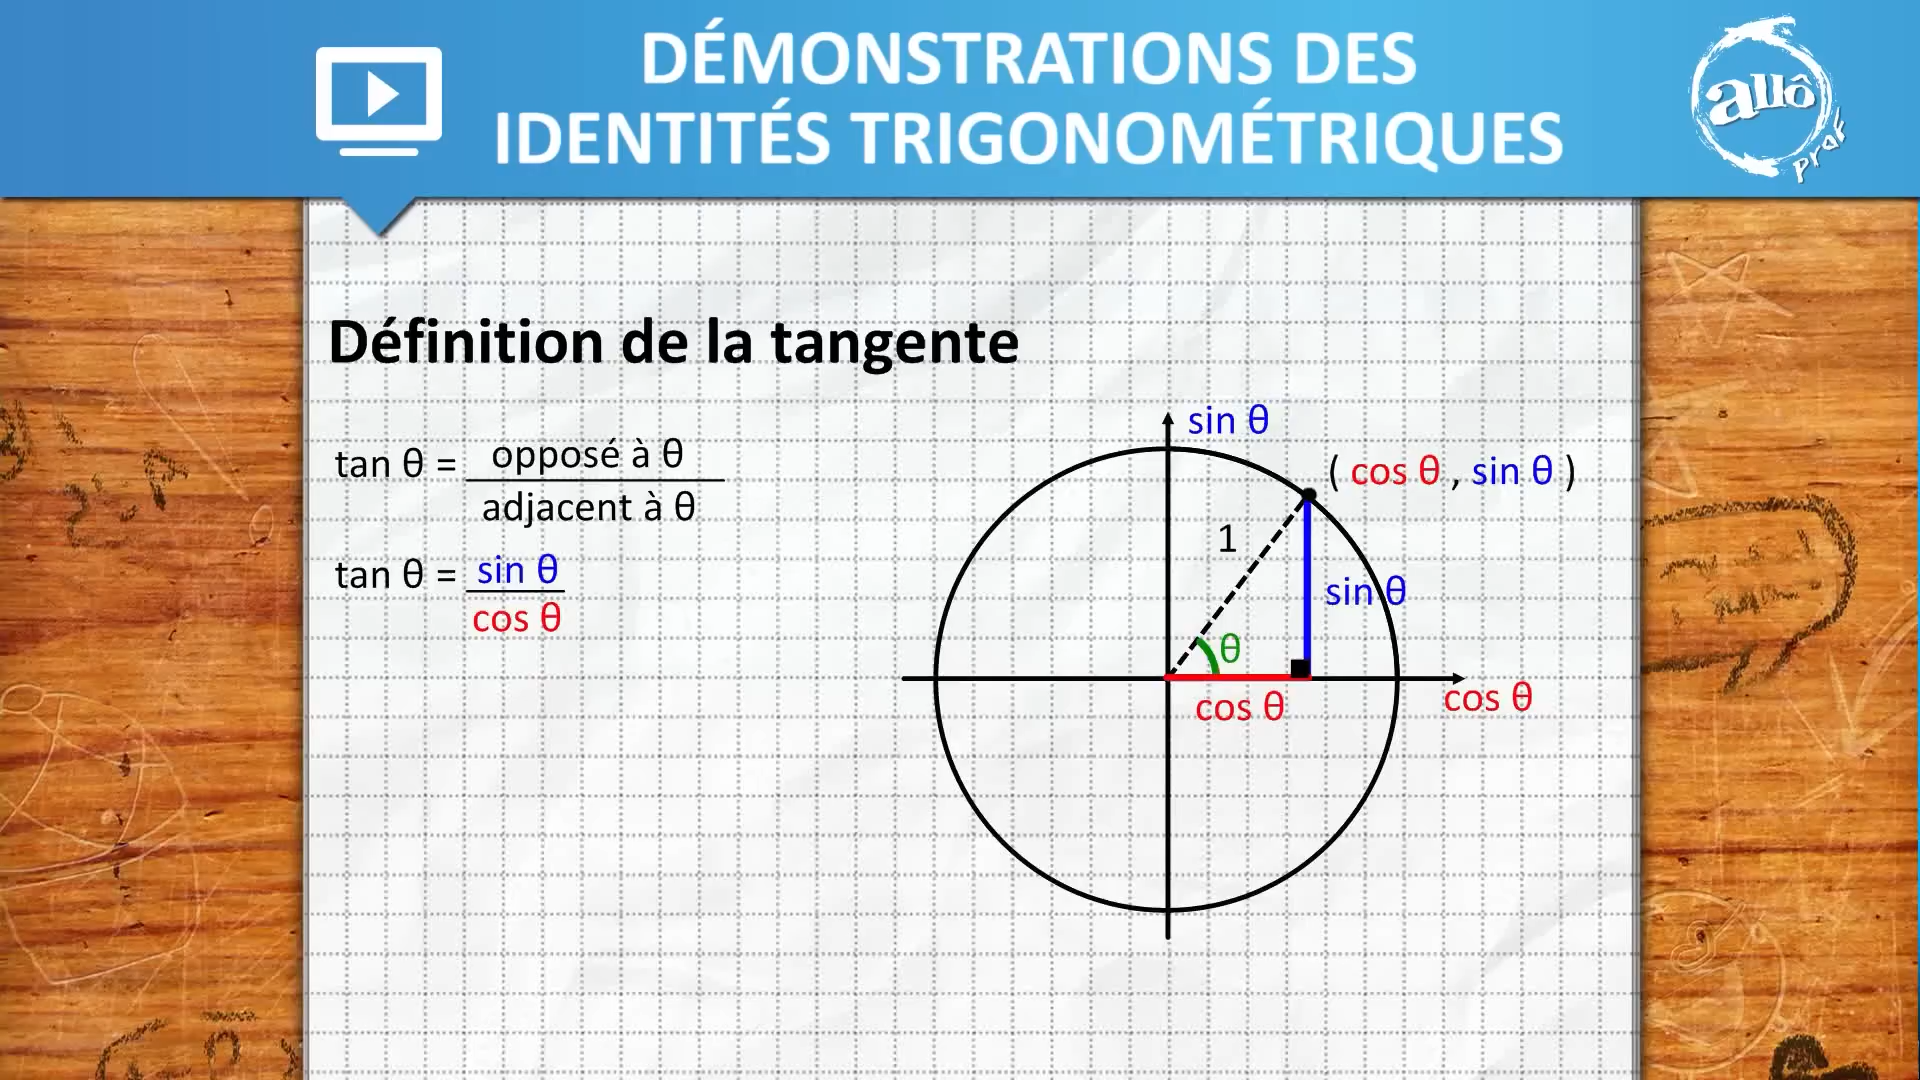 DÉMONSTRATIONS DES
IDENTITÉS TRIGONOMÉTRIQUES
allô
prof
Définition de la tangente
tan θ = opposé à θ
adjacent à θ
tan θ = sin θ
cos θ
sin θ
( cos θ , sin θ )
1
sin θ
θ
cos θ
cos θ